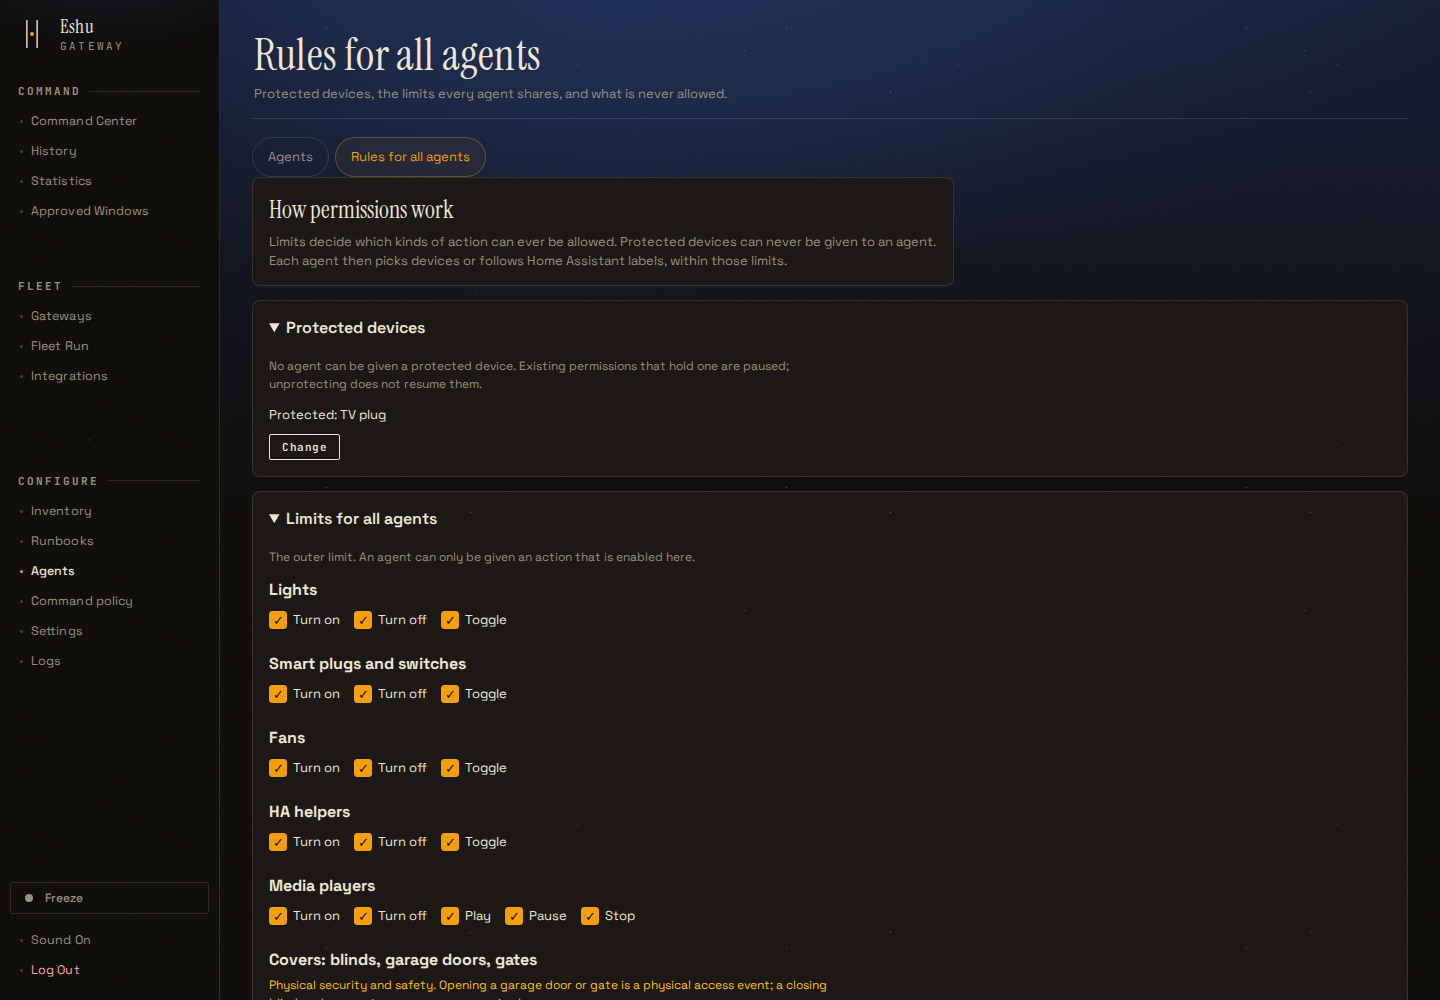 Eshu
GATEWAY
COMMAND
Command Center
History
Statistics
Approved Windows
FLEET
Gateways
Fleet Run
Integrations
CONFIGURE
Inventory
Runbooks
Agents
Command policy
Settings
Logs
Freeze
Sound On
Log Out
Rules for all agents
Protected devices, the limits every agent shares, and what is never allowed.
Agents
Rules for all agents
How permissions work
Limits decide which kinds of action can ever be allowed. Protected devices can never be given to an agent.
Each agent then picks devices or follows Home Assistant labels, within those limits.
▼ Protected devices
No agent can be given a protected device. Existing permissions that hold one are paused;
unprotecting does not resume them.
Protected: TV plug
Change
▼ Limits for all agents
The outer limit. An agent can only be given an action that is enabled here.
Lights
✓ Turn on ✓ Turn off ✓ Toggle
Smart plugs and switches
✓ Turn on ✓ Turn off ✓ Toggle
Fans
✓ Turn on ✓ Turn off ✓ Toggle
HA helpers
✓ Turn on ✓ Turn off ✓ Toggle
Media players
✓ Turn on ✓ Turn off ✓ Play ✓ Pause ✓ Stop
Covers: blinds, garage doors, gates
Physical security and safety. Opening a garage door or gate is a physical access event; a closing